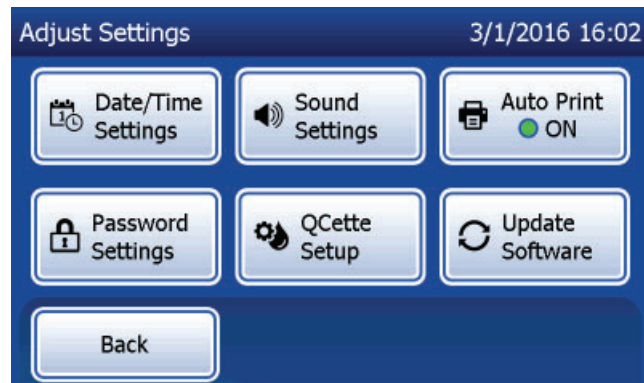 Adjust Settings 3/1/2016 16:02
Date/Time
Settings
Sound
Settings
Auto Print
ON
Password
Settings
QCette
Setup
Update
Software
Back